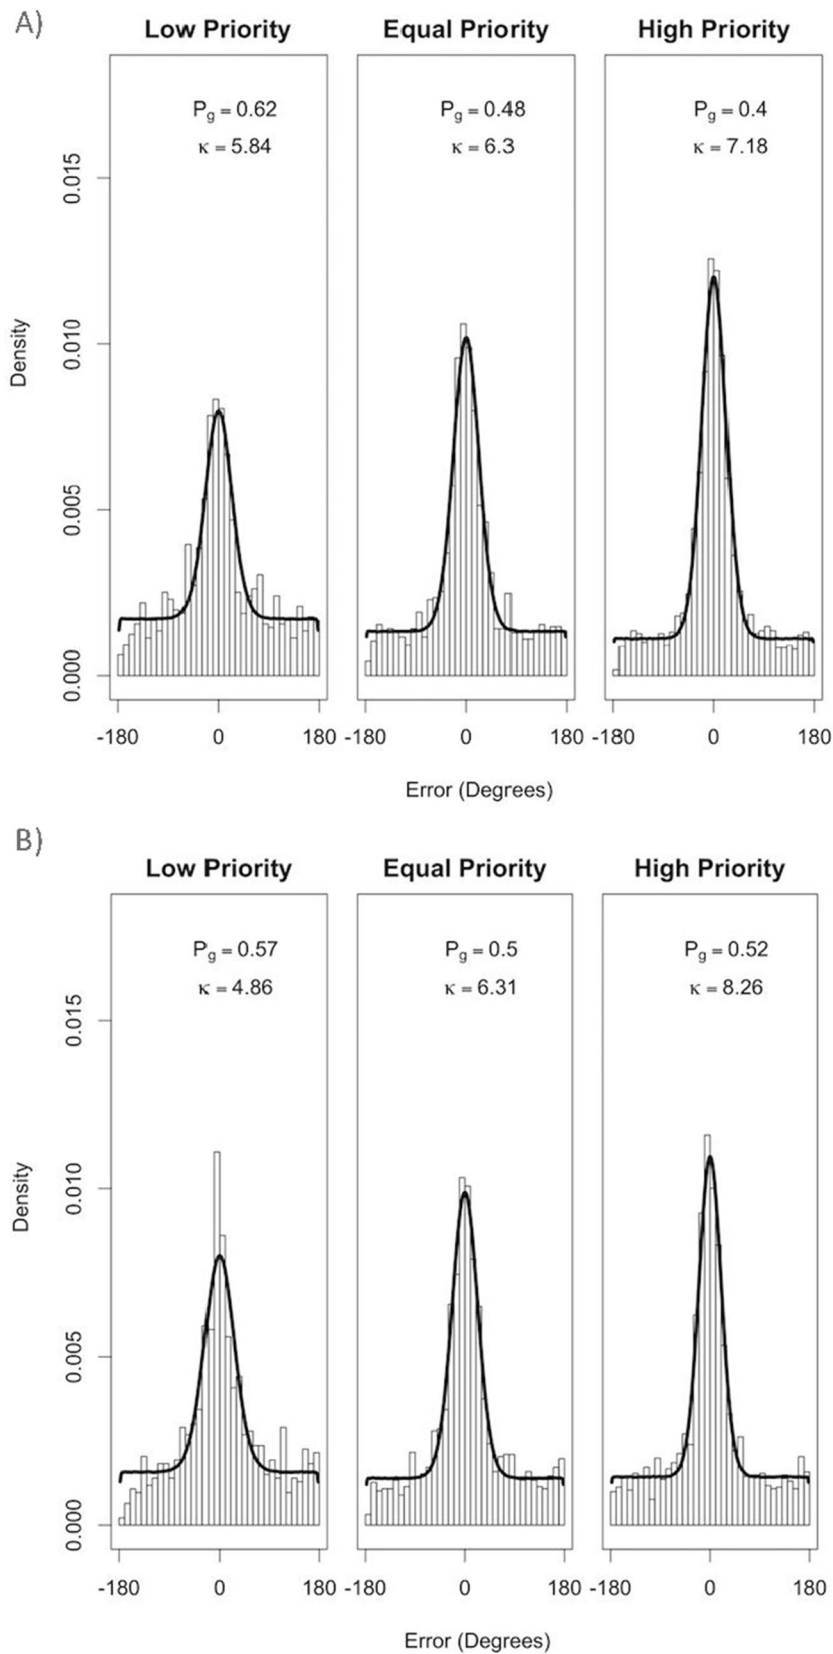 A)
Low Priority Equal Priority High Priority
Pg = 0.62 Pg = 0.48 Pg = 0.4
κ = 5.84 κ = 6.3 κ = 7.18
0.015
Density
0.010
0.005
0.000
-180 0 180 -180 0 180 -180 0 180
Error (Degrees)
B)
Low Priority Equal Priority High Priority
Pg = 0.57 Pg = 0.5 Pg = 0.52
κ = 4.86 κ = 6.31 κ = 8.26
0.015
Density
0.010
0.005
0.000
-180 0 180 -180 0 180 -180 0 180
Error (Degrees)